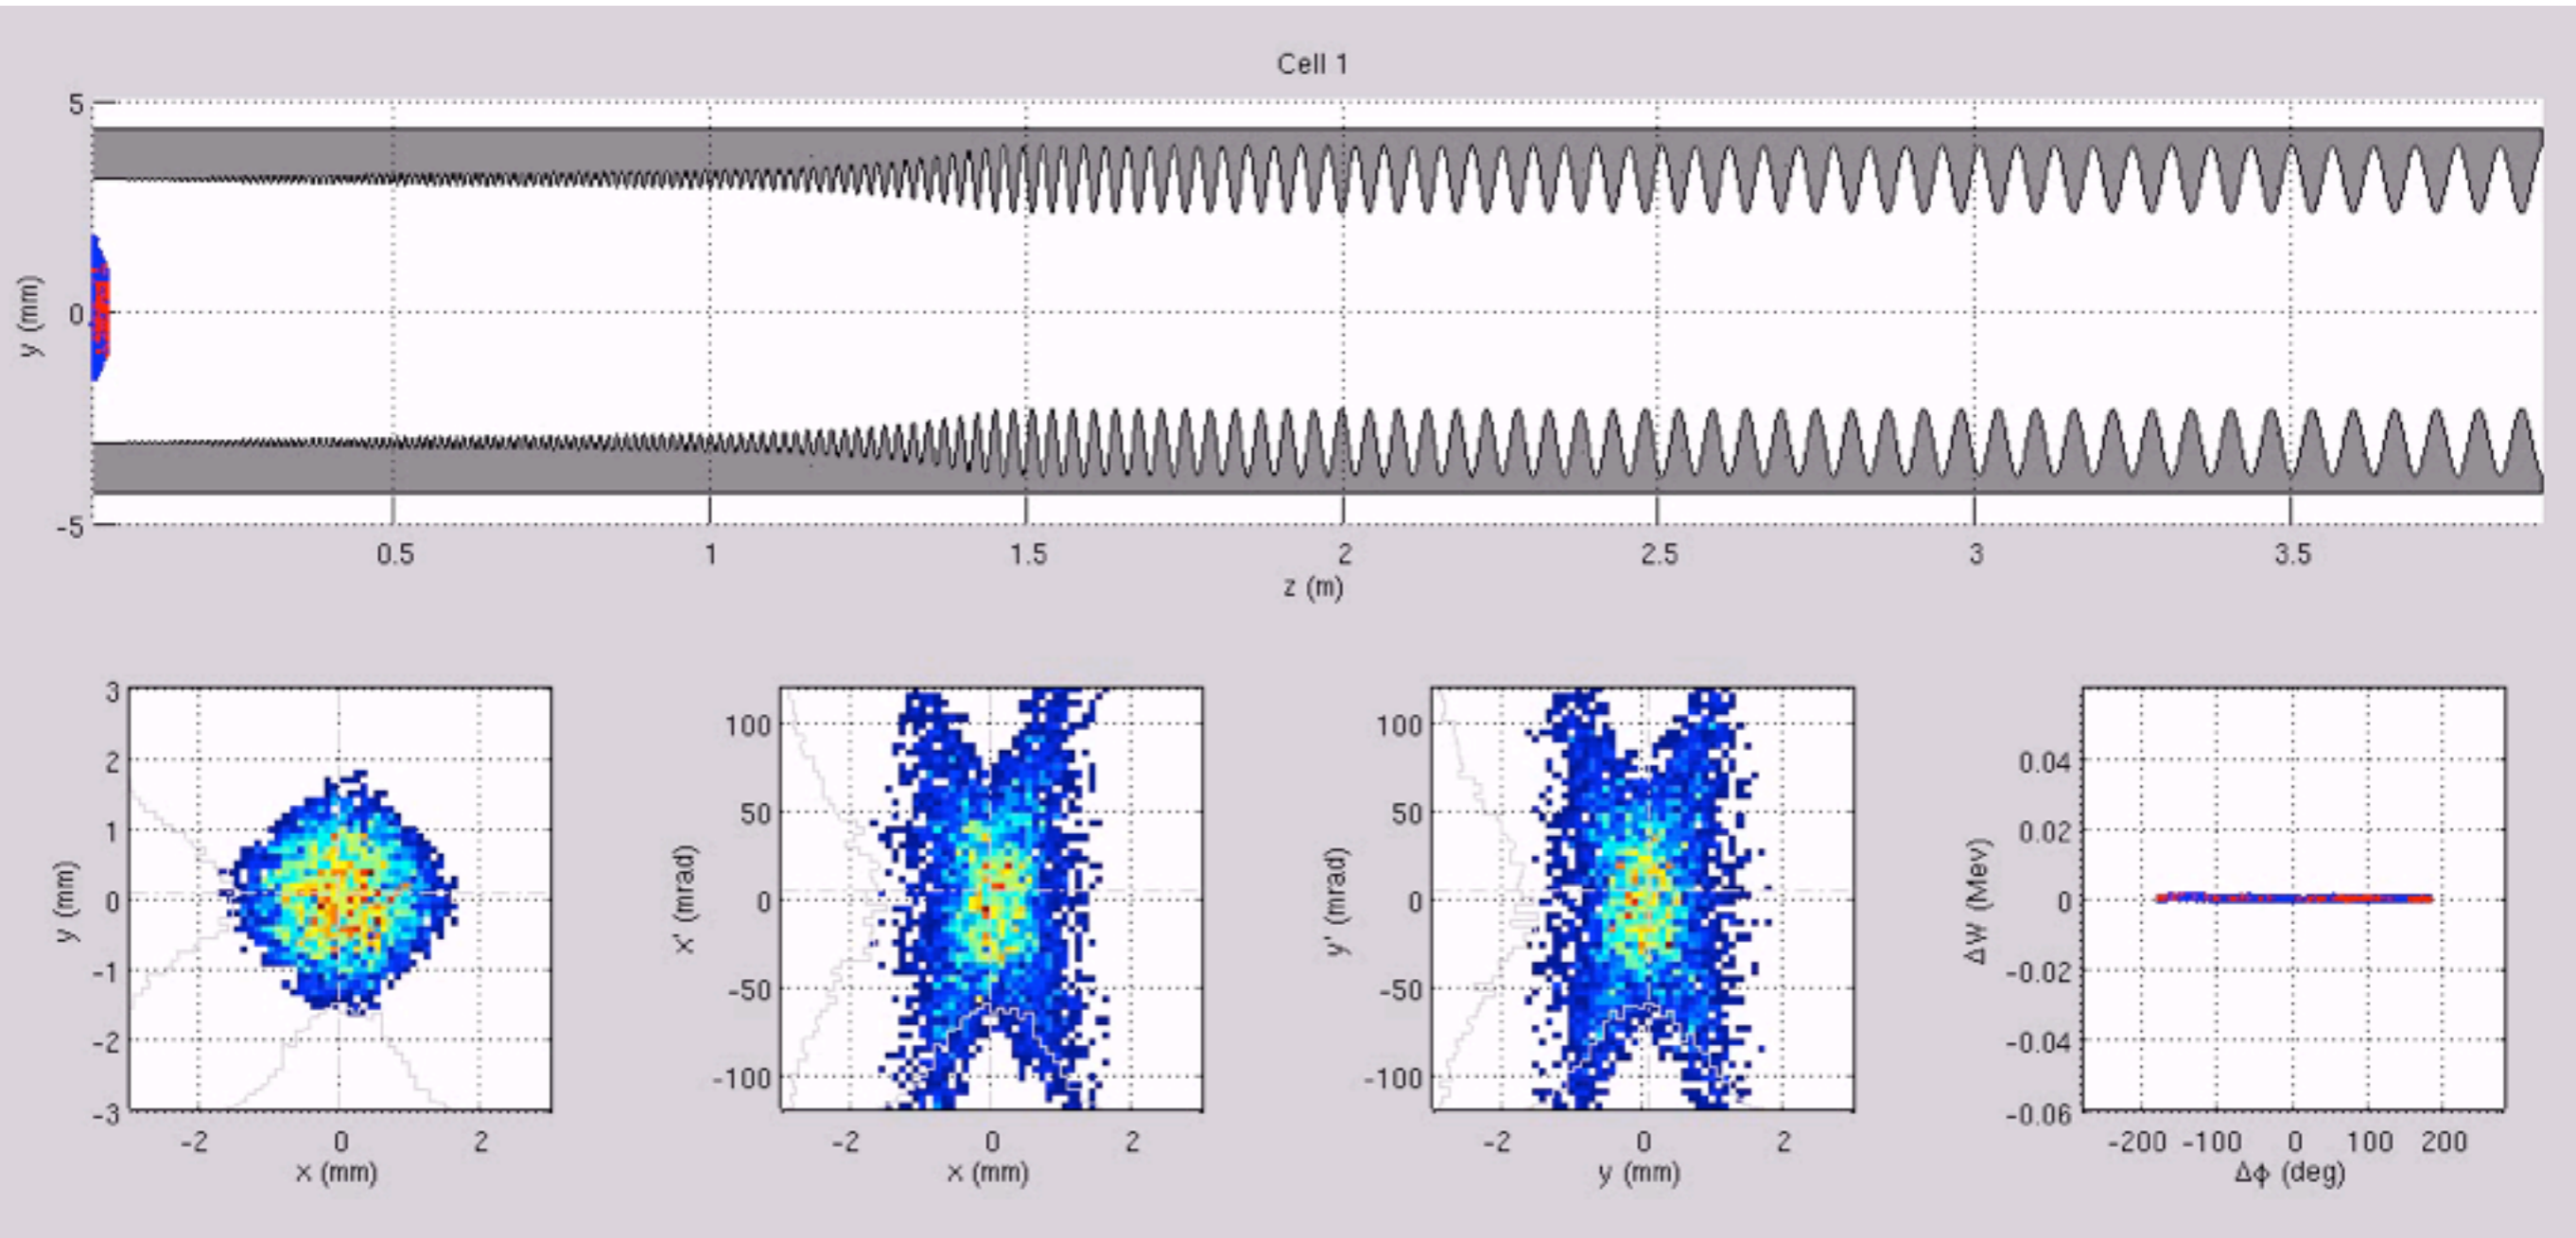 Cell 1
5
0
-5
y (mm)
0.5 1 1.5 2 2.5 3 3.5
z (m)
3
2
1
0
-1
-2
-3
y (mm)
-2 0 2
x (mm)
100
50
0
-50
-100
x' (mrad)
-2 0 2
x (mm)
100
50
0
-50
-100
y' (mrad)
-2 0 2
y (mm)
0.04
0.02
0
-0.02
-0.04
-0.06
ΔW (Mev)
-200 -100 0 100 200
Δϕ (deg)